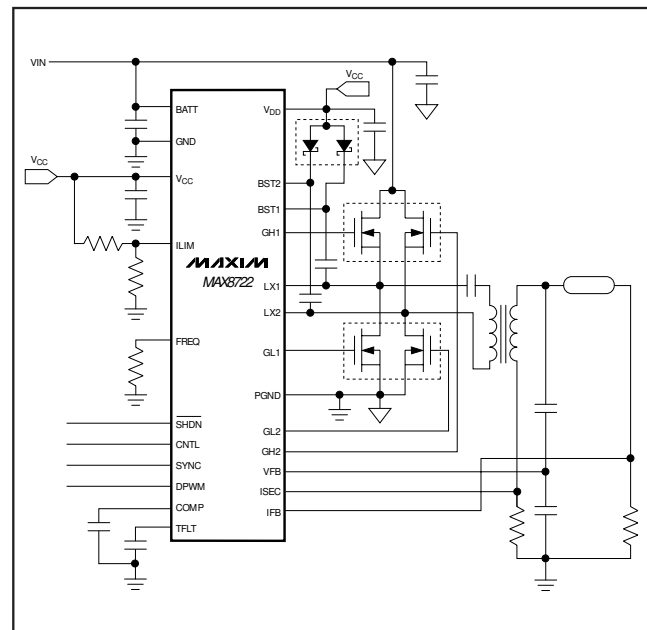 VIN
VCC
BATT
VDD
GND
VCC
VCC
BST2
BST1
ILIM
GH1
MAXIM
MAX8722
LX1
LX2
FREQ
GL1
PGND
SHDN
GL2
CNTL
GH2
SYNC
VFB
DPWM
ISEC
COMP
IFB
TFLT